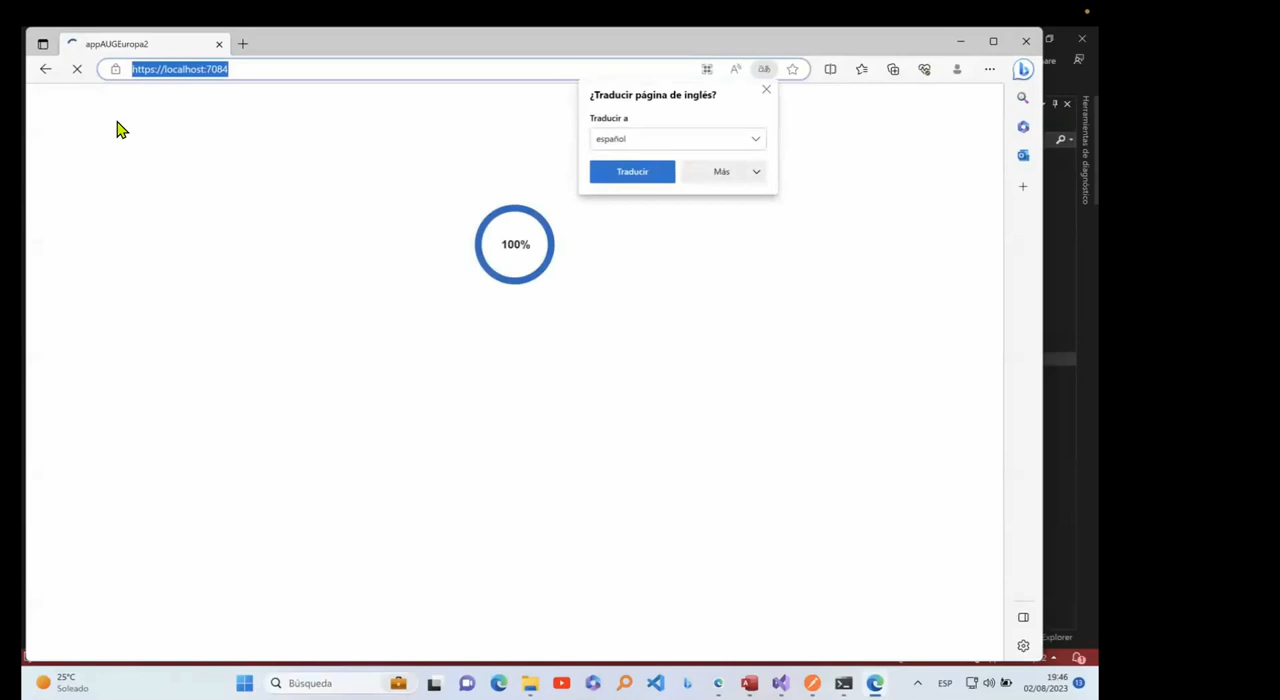 appAUGEuropa2
https://localhost:7084
¿Traducir página de inglés?
Traducir a
español
Traducir
Más
100%
are
Herramientas de diagnóstico
Explorer
25°C
Soleado
Búsqueda
ESP
19:46
02/08/2023